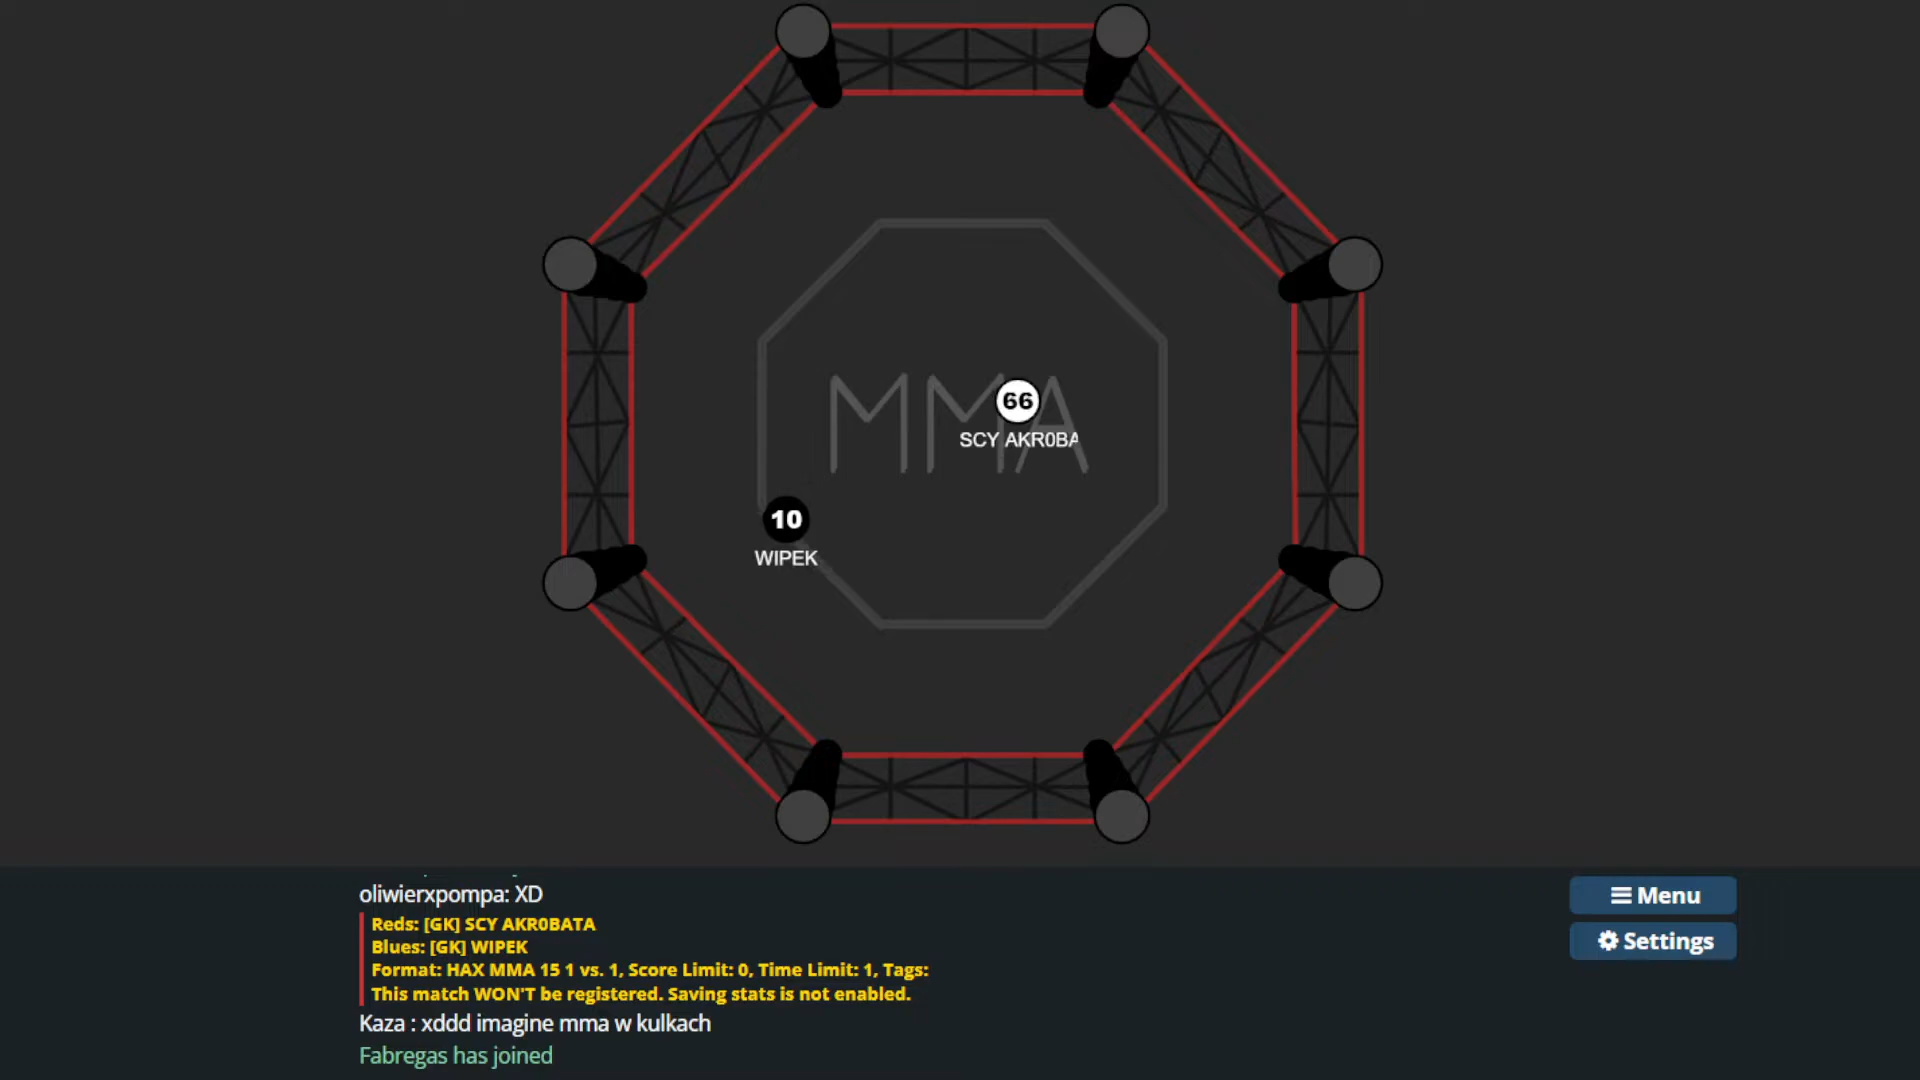 MMA
66
SCY AKR0BA
10
WIPEK
oliwierxpompa: XD
Reds: [GK] SCY AKR0BATA
Blues: [GK] WIPEK
Format: HAX MMA 15 1 vs. 1, Score Limit: 0, Time Limit: 1, Tags:
This match WON'T be registered. Saving stats is not enabled.
Kaza : xddd imagine mma w kulkach
Fabregas has joined
Menu
Settings